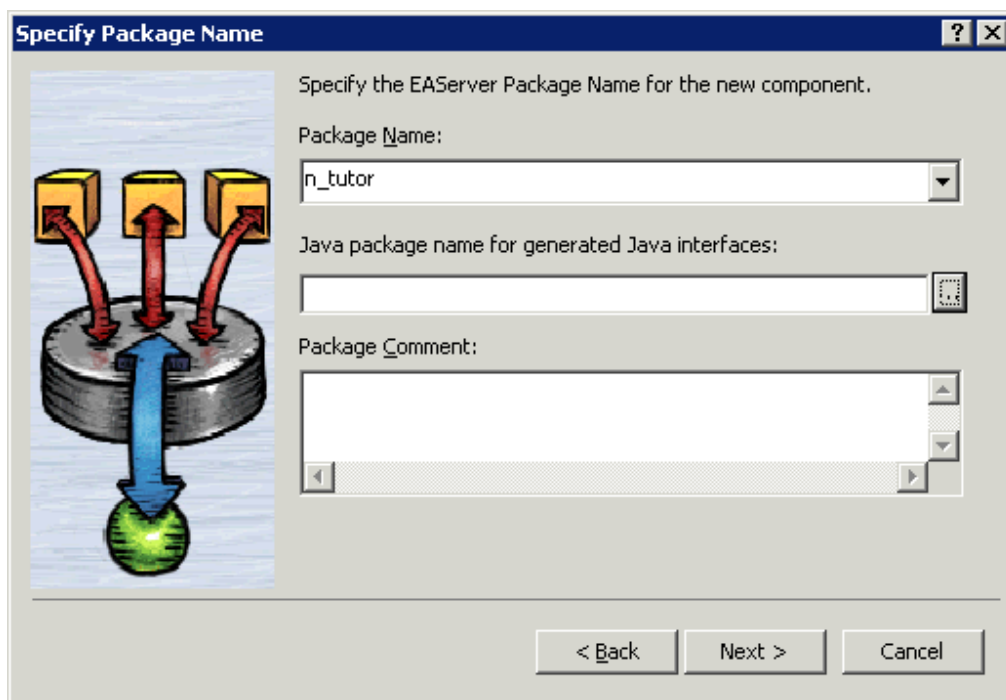 Specify Package Name
Specify the EAServer Package Name for the new component.
Package Name:
n_tutor
Java package name for generated Java interfaces:
...
Package Comment:
< Back Next > Cancel